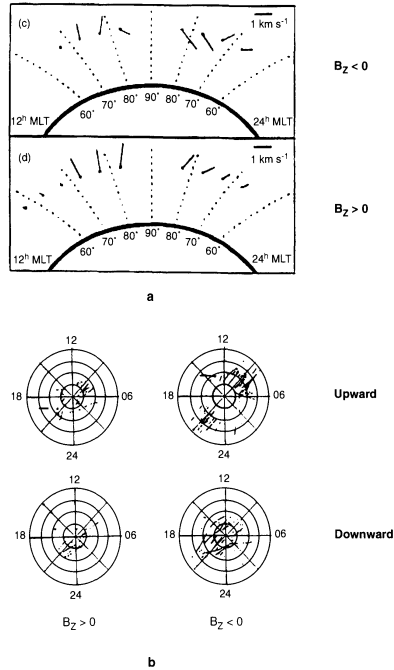 (c)
1 km s⁻¹
B_Z < 0
60° 70° 80° 90° 80° 70° 60°
12ʰ MLT 24ʰ MLT
(d)
1 km s⁻¹
B_Z > 0
60° 70° 80° 90° 80° 70° 60°
12ʰ MLT 24ʰ MLT
a
12 12
18 06 18 06 Upward
24 24
12 12
18 06 18 06 Downward
24 24
B_Z > 0 B_Z < 0
b